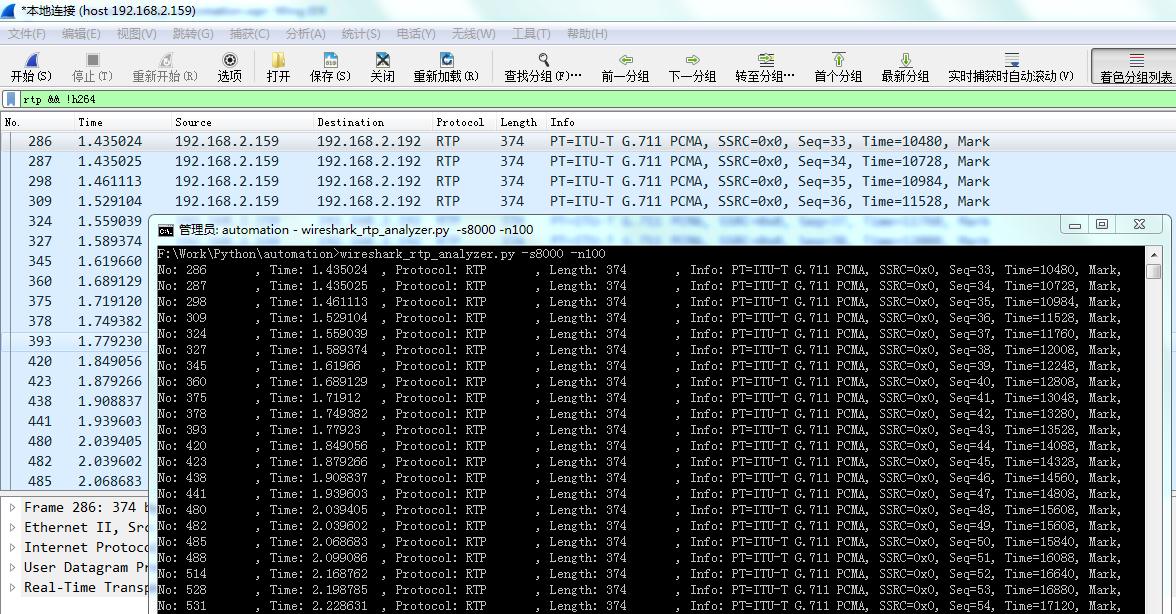 *本地连接 (host 192.168.2.159)
文件(F) 编辑(E) 视图(V) 跳转(G) 捕获(C) 分析(A) 统计(S) 电话(Y) 无线(W) 工具(T) 帮助(H)
开始(S) 停止(T) 重新开始(R) 选项 打开 保存(S) 关闭 重新加载(R) 查找分组(F)⋯ 前一分组 下一分组 转至分组⋯ 首个分组 最新分组 实时捕获时自动滚动(V) 着色分组列表
rtp && !h264
No. Time Source Destination Protocol Length Info
286 1.435024 192.168.2.159 192.168.2.192 RTP 374 PT=ITU-T G.711 PCMA, SSRC=0x0, Seq=33, Time=10480, Mark
287 1.435025 192.168.2.159 192.168.2.192 RTP 374 PT=ITU-T G.711 PCMA, SSRC=0x0, Seq=34, Time=10728, Mark
298 1.461113 192.168.2.159 192.168.2.192 RTP 374 PT=ITU-T G.711 PCMA, SSRC=0x0, Seq=35, Time=10984, Mark
309 1.529104 192.168.2.159 192.168.2.192 RTP 374 PT=ITU-T G.711 PCMA, SSRC=0x0, Seq=36, Time=11528, Mark
324 1.559039
327 1.589374
345 1.619660
360 1.689129
375 1.719120
378 1.749382
393 1.779230
420 1.849056
423 1.879266
438 1.908837
441 1.939603
480 2.039405
482 2.039602
485 2.068683
Frame 286: 374 b
Ethernet II, Src
Internet Protoco
User Datagram Pr
Real-Time Transp
管理员: automation - wireshark_rtp_analyzer.py -s8000 -n100
F:\Work\Python\automation>wireshark_rtp_analyzer.py -s8000 -n100
No: 286 , Time: 1.435024 , Protocol: RTP , Length: 374 , Info: PT=ITU-T G.711 PCMA, SSRC=0x0, Seq=33, Time=10480, Mark,
No: 287 , Time: 1.435025 , Protocol: RTP , Length: 374 , Info: PT=ITU-T G.711 PCMA, SSRC=0x0, Seq=34, Time=10728, Mark,
No: 298 , Time: 1.461113 , Protocol: RTP , Length: 374 , Info: PT=ITU-T G.711 PCMA, SSRC=0x0, Seq=35, Time=10984, Mark,
No: 309 , Time: 1.529104 , Protocol: RTP , Length: 374 , Info: PT=ITU-T G.711 PCMA, SSRC=0x0, Seq=36, Time=11528, Mark,
No: 324 , Time: 1.559039 , Protocol: RTP , Length: 374 , Info: PT=ITU-T G.711 PCMA, SSRC=0x0, Seq=37, Time=11760, Mark,
No: 327 , Time: 1.589374 , Protocol: RTP , Length: 374 , Info: PT=ITU-T G.711 PCMA, SSRC=0x0, Seq=38, Time=12008, Mark,
No: 345 , Time: 1.61966 , Protocol: RTP , Length: 374 , Info: PT=ITU-T G.711 PCMA, SSRC=0x0, Seq=39, Time=12248, Mark,
No: 360 , Time: 1.689129 , Protocol: RTP , Length: 374 , Info: PT=ITU-T G.711 PCMA, SSRC=0x0, Seq=40, Time=12808, Mark,
No: 375 , Time: 1.71912 , Protocol: RTP , Length: 374 , Info: PT=ITU-T G.711 PCMA, SSRC=0x0, Seq=41, Time=13048, Mark,
No: 378 , Time: 1.749382 , Protocol: RTP , Length: 374 , Info: PT=ITU-T G.711 PCMA, SSRC=0x0, Seq=42, Time=13280, Mark,
No: 393 , Time: 1.77923 , Protocol: RTP , Length: 374 , Info: PT=ITU-T G.711 PCMA, SSRC=0x0, Seq=43, Time=13528, Mark,
No: 420 , Time: 1.849056 , Protocol: RTP , Length: 374 , Info: PT=ITU-T G.711 PCMA, SSRC=0x0, Seq=44, Time=14088, Mark,
No: 423 , Time: 1.879266 , Protocol: RTP , Length: 374 , Info: PT=ITU-T G.711 PCMA, SSRC=0x0, Seq=45, Time=14328, Mark,
No: 438 , Time: 1.908837 , Protocol: RTP , Length: 374 , Info: PT=ITU-T G.711 PCMA, SSRC=0x0, Seq=46, Time=14560, Mark,
No: 441 , Time: 1.939603 , Protocol: RTP , Length: 374 , Info: PT=ITU-T G.711 PCMA, SSRC=0x0, Seq=47, Time=14808, Mark,
No: 480 , Time: 2.039405 , Protocol: RTP , Length: 374 , Info: PT=ITU-T G.711 PCMA, SSRC=0x0, Seq=48, Time=15608, Mark,
No: 482 , Time: 2.039602 , Protocol: RTP , Length: 374 , Info: PT=ITU-T G.711 PCMA, SSRC=0x0, Seq=49, Time=15608, Mark,
No: 485 , Time: 2.068683 , Protocol: RTP , Length: 374 , Info: PT=ITU-T G.711 PCMA, SSRC=0x0, Seq=50, Time=15840, Mark,
No: 488 , Time: 2.099086 , Protocol: RTP , Length: 374 , Info: PT=ITU-T G.711 PCMA, SSRC=0x0, Seq=51, Time=16088, Mark,
No: 514 , Time: 2.168762 , Protocol: RTP , Length: 374 , Info: PT=ITU-T G.711 PCMA, SSRC=0x0, Seq=52, Time=16640, Mark,
No: 528 , Time: 2.198785 , Protocol: RTP , Length: 374 , Info: PT=ITU-T G.711 PCMA, SSRC=0x0, Seq=53, Time=16880, Mark,
No: 531 , Time: 2.228631 , Protocol: RTP , Length: 374 , Info: PT=ITU-T G.711 PCMA, SSRC=0x0, Seq=54, Time=17120, Mark,